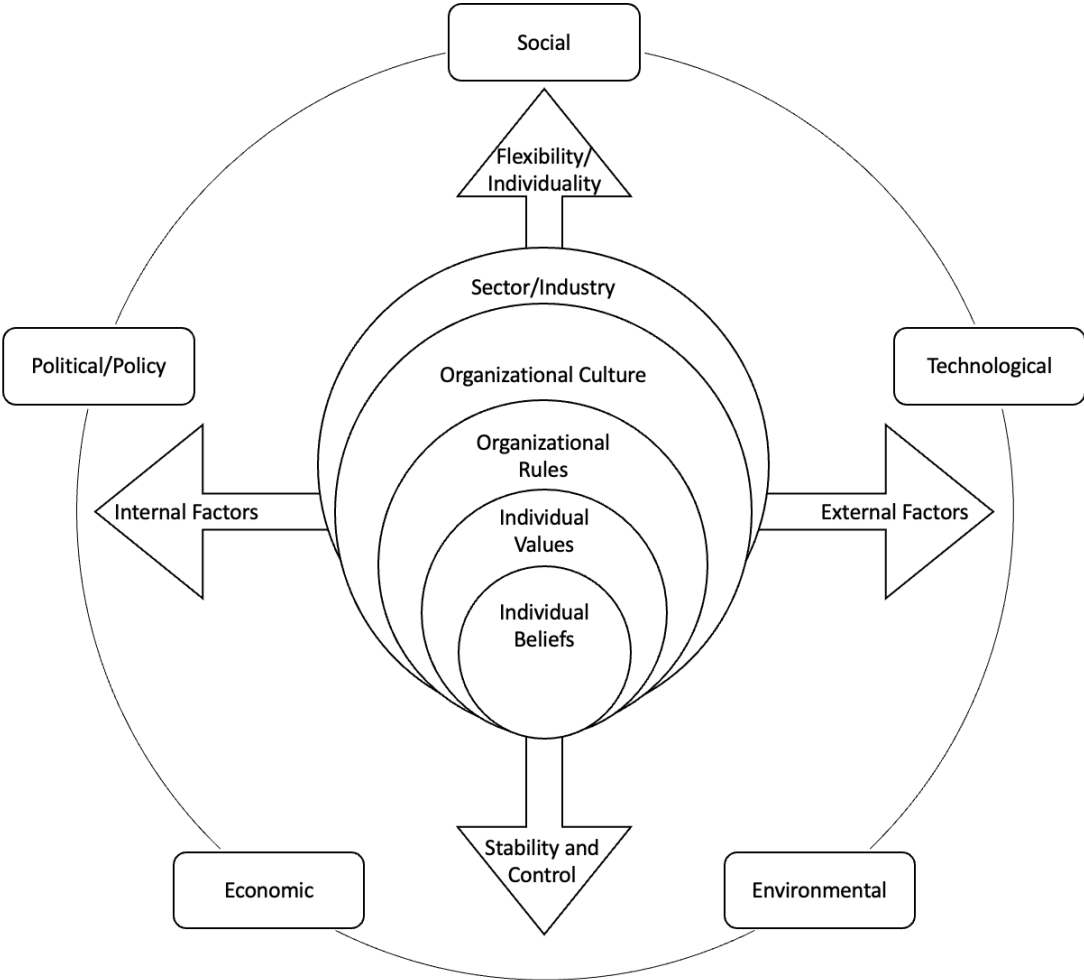 Social
Flexibility/
Individuality
Sector/Industry
Political/Policy
Technological
Organizational Culture
Organizational
Rules
Internal Factors
External Factors
Individual
Values
Individual
Beliefs
Stability and
Control
Economic
Environmental